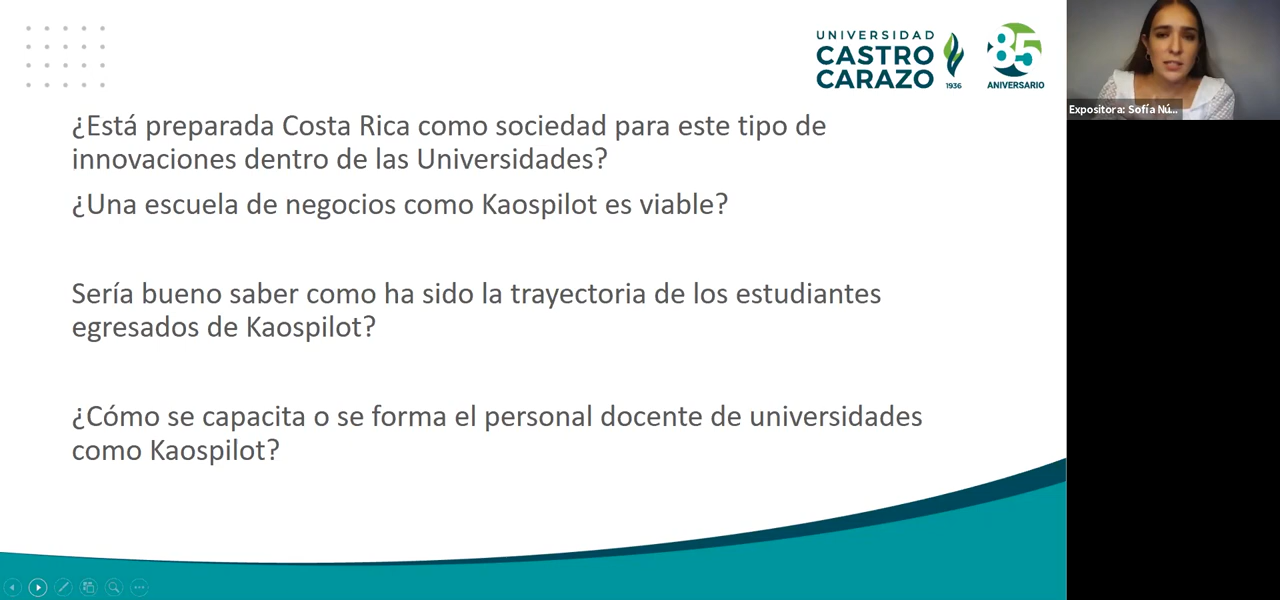 UNIVERSIDAD
CASTRO
CARAZO
1936
85
ANIVERSARIO
Expositora: Sofía Nú...
¿Está preparada Costa Rica como sociedad para este tipo de
innovaciones dentro de las Universidades?
¿Una escuela de negocios como Kaospilot es viable?
Sería bueno saber como ha sido la trayectoria de los estudiantes
egresados de Kaospilot?
¿Cómo se capacita o se forma el personal docente de universidades
como Kaospilot?